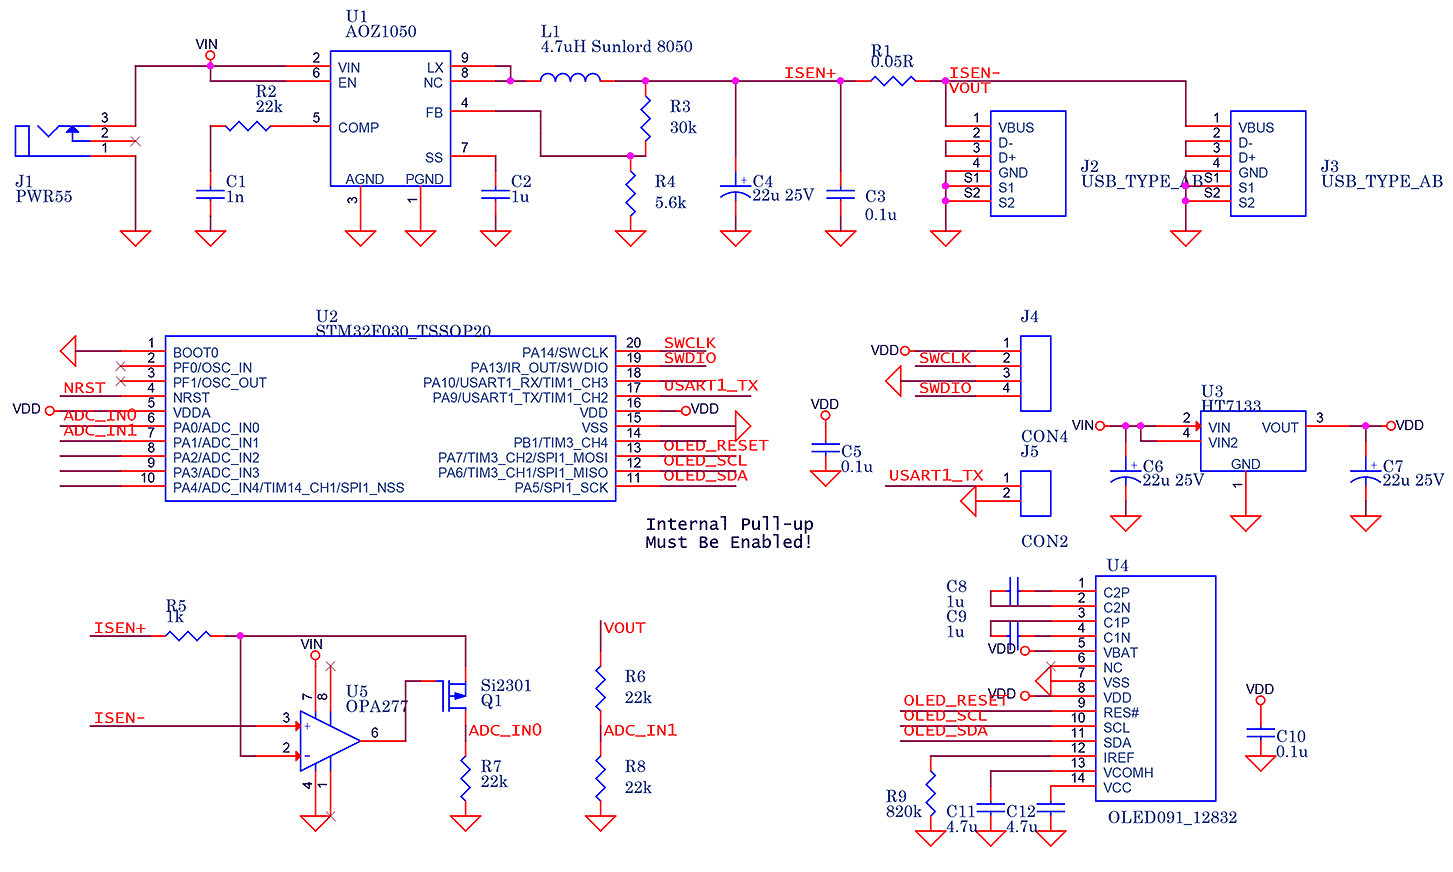 U1
AOZ1050
VIN
2
VIN
6
EN
5
COMP
LX
9
NC
8
FB
4
SS
7
AGND
3
PGND
1
R2
22k
C1
1n
C2
1u
3
2
1
J1
PWR55
L1
4.7uH Sunlord 8050
R3
30k
R4
5.6k
C4
+
22u 25V
ISEN+
C3
0.1u
R1
0.05R
ISEN-
VOUT
1
VBUS
2
D-
3
D+
4
GND
S1
S1
S2
S2
J2
USB_TYPE_AB
1
VBUS
2
D-
3
D+
4
GND
S1
S1
S2
S2
J3
USB_TYPE_AB
U2
STM32F030_TSSOP20
1
BOOT0
2
PF0/OSC_IN
3
PF1/OSC_OUT
NRST
4
NRST
VDD
5
VDDA
ADC_IN0
6
PA0/ADC_IN0
ADC_IN1
7
PA1/ADC_IN1
8
PA2/ADC_IN2
9
PA3/ADC_IN3
10
PA4/ADC_IN4/TIM14_CH1/SPI1_NSS
PA14/SWCLK
20
SWCLK
PA13/IR_OUT/SWDIO
19
SWDIO
PA10/USART1_RX/TIM1_CH3
18
PA9/USART1_TX/TIM1_CH2
17
USART1_TX
VDD
16
VDD
VSS
15
PB1/TIM3_CH4
14
PA7/TIM3_CH2/SPI1_MOSI
13
OLED_RESET
PA6/TIM3_CH1/SPI1_MISO
12
OLED_SCL
PA5/SPI1_SCK
11
OLED_SDA
Internal Pull-up
Must Be Enabled!
VDD
C5
0.1u
J4
VDD
1
SWCLK
2
3
SWDIO
4
CON4
J5
USART1_TX
1
2
CON2
U3
HT7133
VIN
2
VIN
4
VIN2
VOUT
3
VDD
GND
1
C6
+
22u 25V
C7
+
22u 25V
ISEN+
R5
1k
VIN
7
8
U5
OPA277
ISEN-
3
+
2
-
6
4
1
Si2301
Q1
ADC_IN0
R7
22k
VOUT
R6
22k
ADC_IN1
R8
22k
U4
C8
1u
C9
1u
1
C2P
2
C2N
3
C1P
4
C1N
VDD
5
VBAT
6
NC
7
VSS
VDD
8
VDD
OLED_RESET
9
RES#
OLED_SCL
10
SCL
OLED_SDA
11
SDA
12
IREF
13
VCOMH
14
VCC
R9
820k
C11
4.7u
C12
4.7u
OLED091_12832
VDD
C10
0.1u